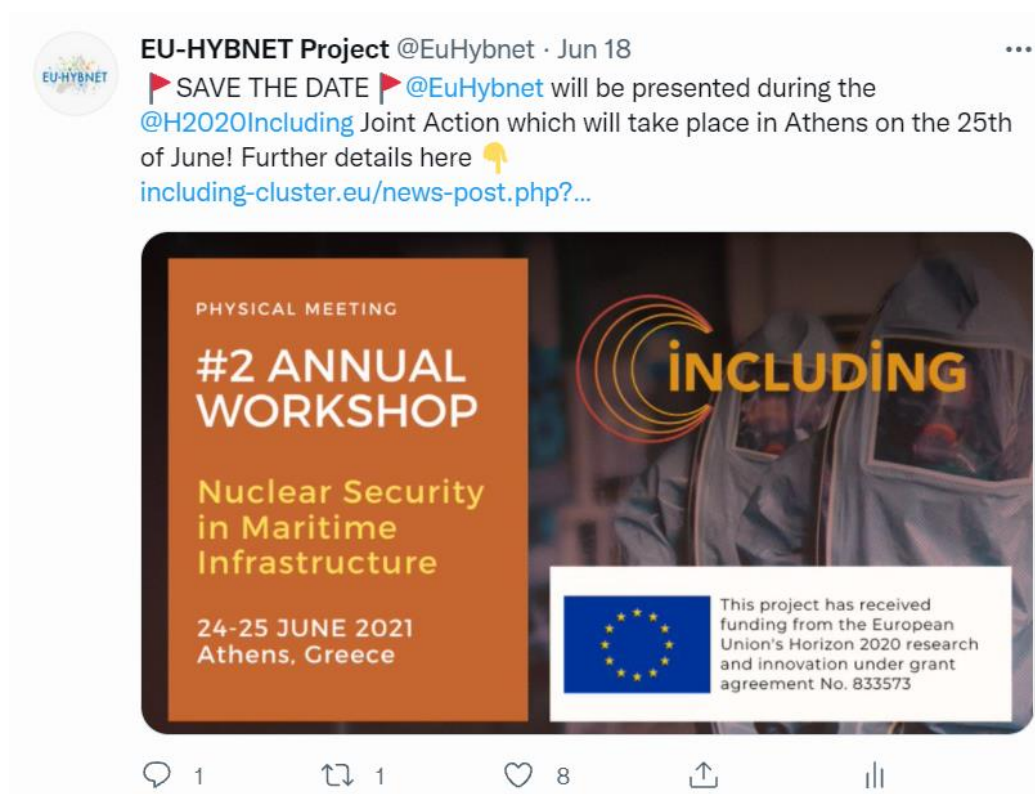 EU-HYBNET
EU-HYBNET Project @EuHybnet · Jun 18
🚩SAVE THE DATE 🚩@EuHybnet will be presented during the
@H2020Including Joint Action which will take place in Athens on the 25th
of June! Further details here 👇
including-cluster.eu/news-post.php?...
PHYSICAL MEETING
#2 ANNUAL
WORKSHOP
Nuclear Security
in Maritime
Infrastructure
24-25 JUNE 2021
Athens, Greece
iNCLUDiNG
This project has received
funding from the European
Union's Horizon 2020 research
and innovation under grant
agreement No. 833573
1
1
8